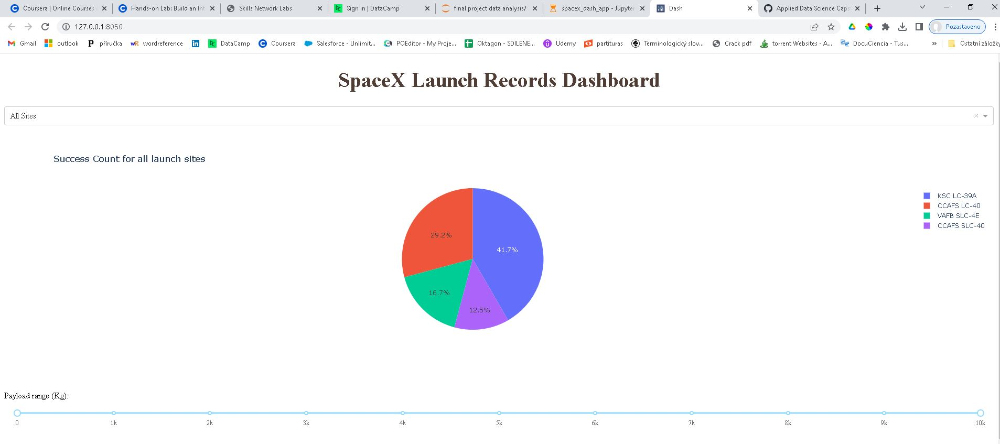 Coursera | Online Courses
Hands-on Lab: Build an Int
Skills Network Labs
Sign in | DataCamp
final project data analysis/
spacex_dash_app - Jupyter
Dash
Applied Data Science Caps
127.0.0.1:8050
Pozastaveno
Gmail
outlook
příručka
wordreference
DataCamp
Coursera
Salesforce - Unlimit...
POEditor - My Proje...
Oktagon - SDILENE...
Udemy
partituras
Terminologický slov...
Crack pdf
torrent Websites - A...
DocuCiencia - Tus...
»
Ostatní záložky
SpaceX Launch Records Dashboard
All Sites
Success Count for all launch sites
KSC LC-39A
CCAFS LC-40
VAFB SLC-4E
CCAFS SLC-40
29.2%
41.7%
16.7%
12.5%
Payload range (Kg):
0 1k 2k 3k 4k 5k 6k 7k 8k 9k 10k